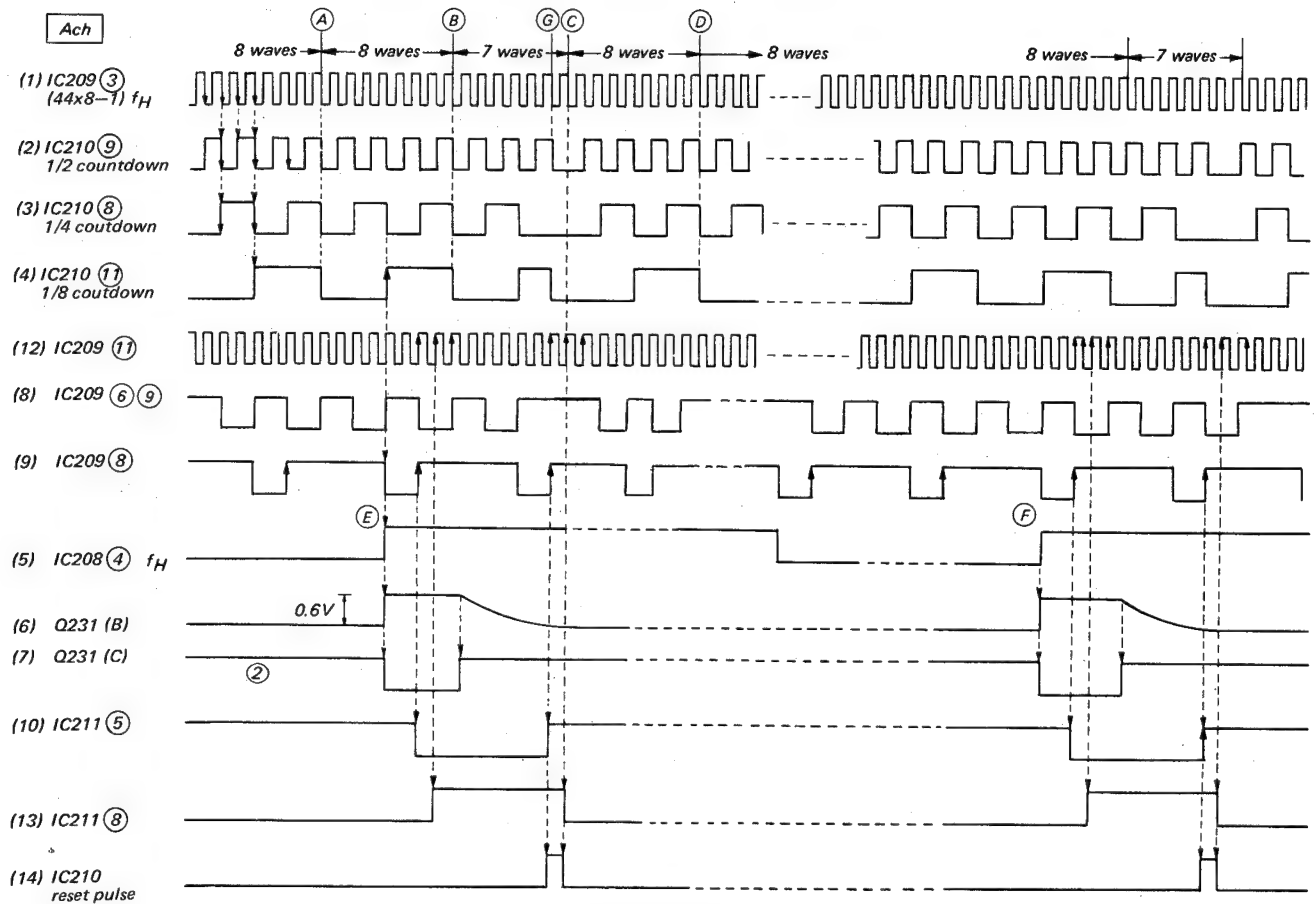 Ach
A B G C D
8 waves 8 waves 7 waves 8 waves 8 waves 8 waves 7 waves
(1) IC209 ③
(44x8−1) fH
(2) IC210 ⑨
1/2 countdown
(3) IC210 ⑧
1/4 coutdown
(4) IC210 ⑪
1/8 coutdown
(12) IC209 ⑪
(8) IC209 ⑥ ⑨
(9) IC209 ⑧
E F
(5) IC208 ④ fH
0.6V
(6) Q231 (B)
(7) Q231 (C)
②
(10) IC211 ⑤
(13) IC211 ⑧
(14) IC210
reset pulse